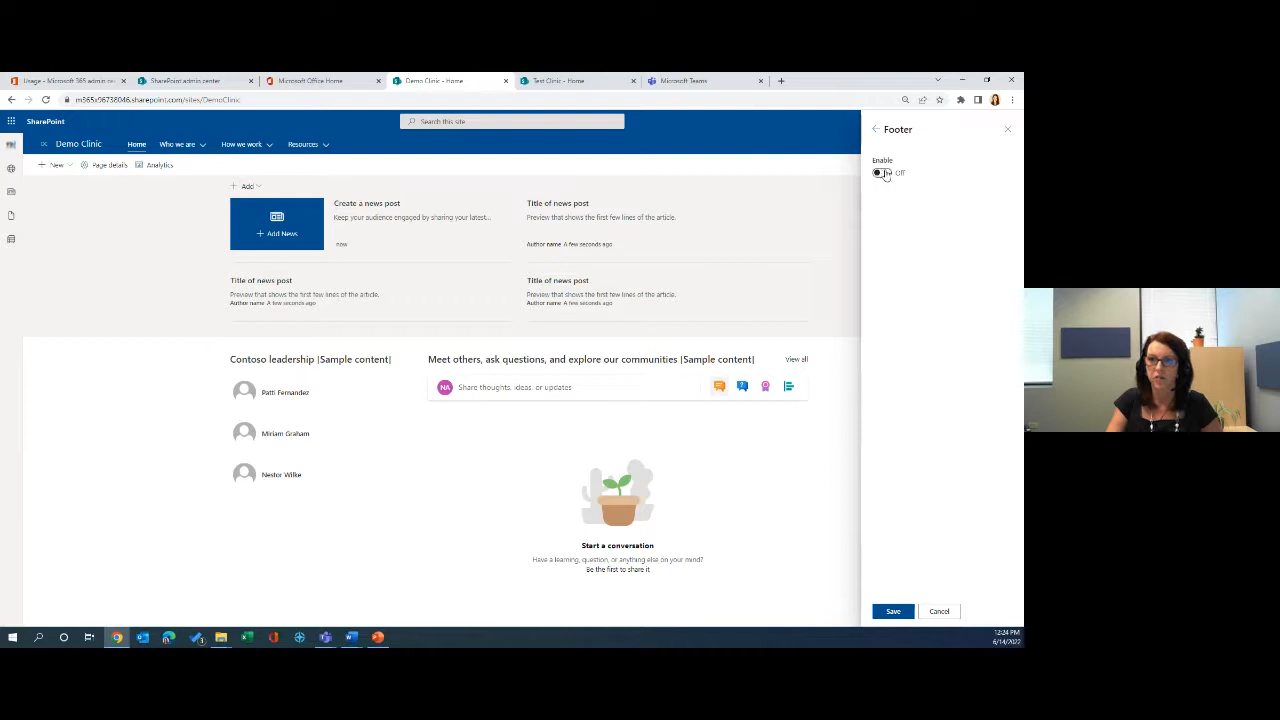 Usage - Microsoft 365 admin ce
SharePoint admin center
Microsoft Office Home
Demo Clinic - Home
Test Clinic - Home
Microsoft Teams
m365x96738046.sharepoint.com/sites/DemoClinic
SharePoint
Search this site
Demo Clinic
Home
Who we are
How we work
Resources
New
Page details
Analytics
Add
Add News
Create a news post
Keep your audience engaged by sharing your latest...
now
Title of news post
Preview that shows the first few lines of the article.
Author name A few seconds ago
Title of news post
Preview that shows the first few lines of the article.
Author name A few seconds ago
Title of news post
Preview that shows the first few lines of the article.
Author name A few seconds ago
Contoso leadership |Sample content]
Patti Fernandez
Miriam Graham
Nestor Wilke
Meet others, ask questions, and explore our communities |Sample content]
View all
NA
Share thoughts, ideas, or updates
Start a conversation
Have a learning, question, or anything else on your mind?
Be the first to share it
Footer
Enable
Off
Save
Cancel
12:24 PM
6/14/2022